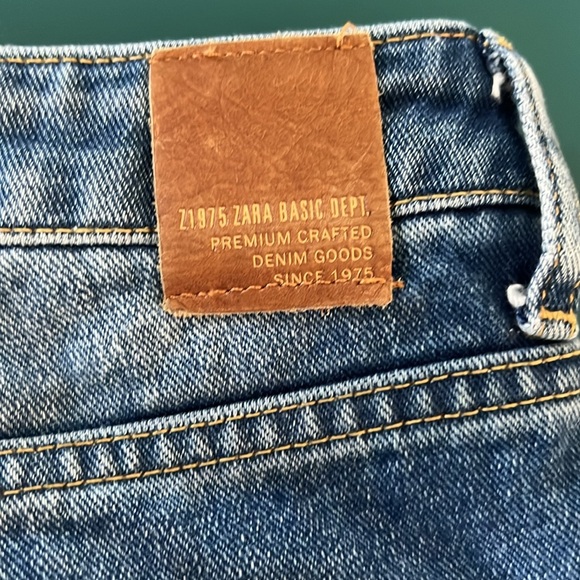 Z1975 ZARA BASIC DEPT.
PREMIUM CRAFTED
DENIM GOODS
SINCE 1975